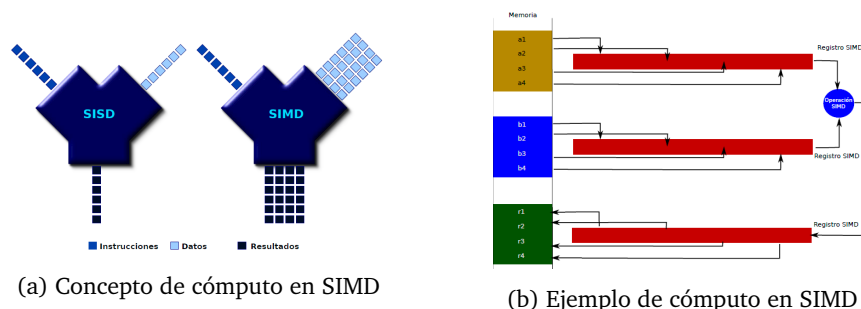 SISD
SIMD
Instrucciones
Datos
Resultados
(a) Concepto de cómputo en SIMD
Memoria
a1
a2
a3
a4
Registro SIMD
Operación
SIMD
b1
b2
b3
b4
Registro SIMD
r1
r2
r3
r4
Registro SIMD
(b) Ejemplo de cómputo en SIMD